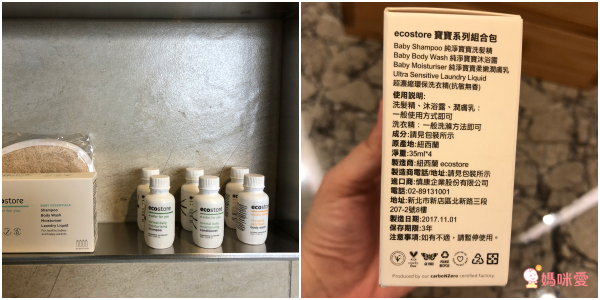 ecostore
BABY ESSENTIALS
Shampoo
Body Wash
Moisturiser
Laundry Liquid
ecostore
ecostore
ecostore
ecostore 寶寶系列組合包
Baby Shampoo 純淨寶寶洗髮精
Baby Body Wash 純淨寶寶沐浴露
Baby Moisturiser 純淨寶寶柔嫩潤膚乳
Ultra Sensitive Laundry Liquid
超濃縮環保洗衣精(抗敏無香)
使用說明:
洗髮精、沐浴露、潤膚乳:
一般使用方式即可
洗衣精:一般洗滌方法即可
成分:請見包裝所示
原產地:紐西蘭
淨重:35ml*4
製造商:紐西蘭 ecostore
製造商電話/地址:請見包裝所示
進口商:慎康企業股份有限公司
電話:02-89131001
地址:新北市新店區北新路三段
207-2號8樓
製造日期:2017.11.01
保存期限:3年
注意事項:如有不適,請暫停使用。
Produced by our carboNZero certified factory.
媽咪愛